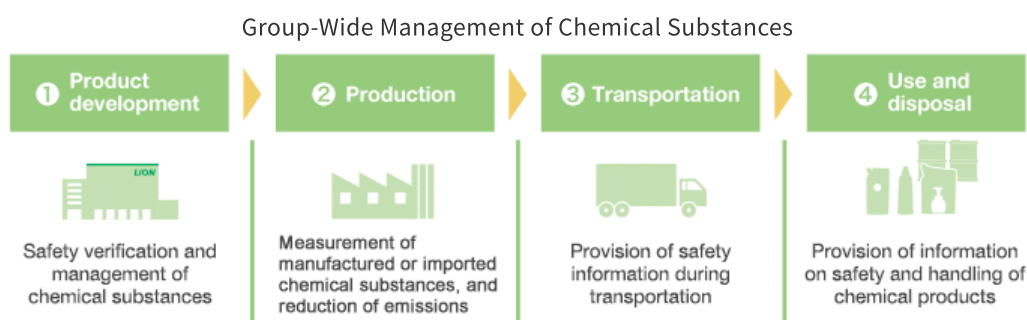 Group-Wide Management of Chemical Substances
1 Product
development
2 Production
3 Transportation
4 Use and
disposal
LION
Safety verification and
management of
chemical substances
Measurement of
manufactured or imported
chemical substances, and
reduction of emissions
Provision of safety
information during
transportation
Provision of information
on safety and handling of
chemical products